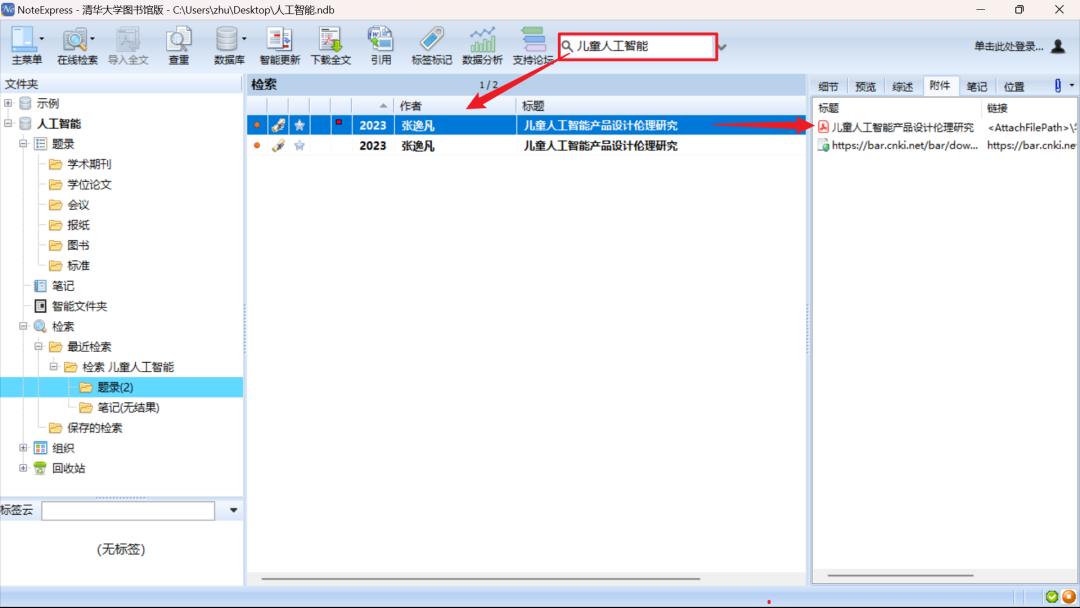 NoteExpress - 清华大学图书馆版 - C:\Users\zhu\Desktop\人工智能.ndb
主菜单 在线检索 导入全文 查重 数据库 智能更新 下载全文 引用 标签标记 数据分析 支持论坛 儿童人工智能 单击此处登录...
文件夹
示例
人工智能
题录
学术期刊
学位论文
会议
报纸
图书
标准
笔记
智能文件夹
检索
最近检索
检索 儿童人工智能
题录(2)
笔记(无结果)
保存的检索
组织
回收站
标签云
(无标签)
检索 1 / 2
作者 标题
2023 张逸凡 儿童人工智能产品设计伦理研究
2023 张逸凡 儿童人工智能产品设计伦理研究
细节 预览 综述 附件 笔记 位置
标题 链接
儿童人工智能产品设计伦理研究 <AttachFilePath>\
https://bar.cnki.net/bar/dow... https://bar.cnki.ne